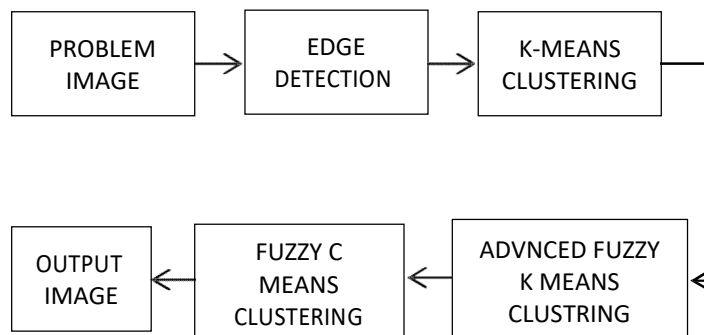 PROBLEM
IMAGE
EDGE
DETECTION
K-MEANS
CLUSTERING
ADVNCED FUZZY
K MEANS
CLUSTRING
FUZZY C
MEANS
CLUSTERING
OUTPUT
IMAGE